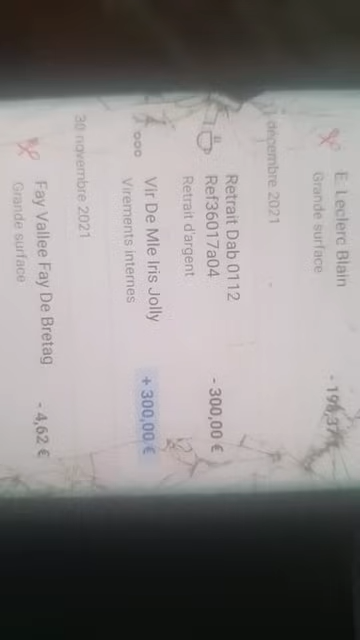 E. Leclerc Blain
Grande surface
décembre 2021
Retrait Dab 0112
Ref36017a04
- 300,00 €
Retrait d'argent
Vir De Mle Iris Jolly
+ 300,00 €
Virements internes
30 novembre 2021
Fay Vallee Fay De Bretag
- 4,62 €
Grande surface